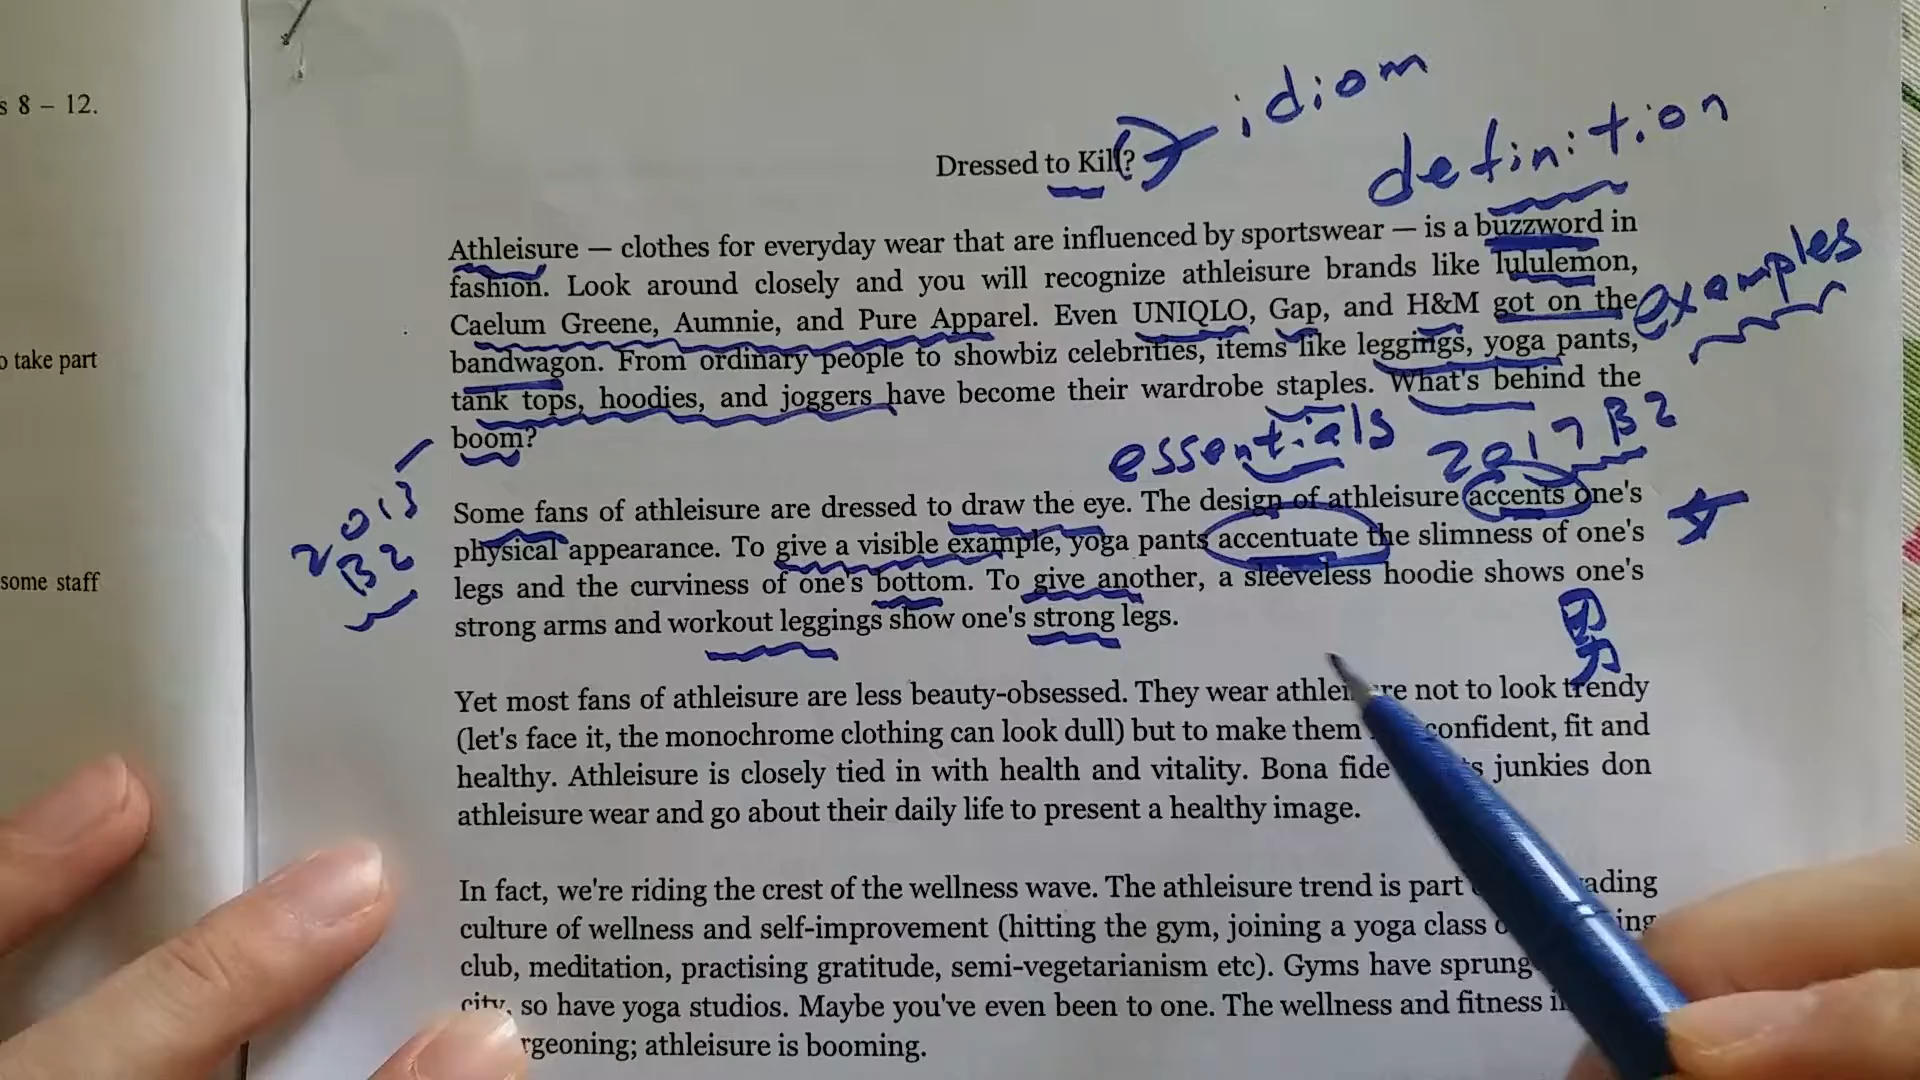 s 8 – 12.
o take part
some staff
idiom
definition
Dressed to Kill?
Athleisure — clothes for everyday wear that are influenced by sportswear — is a buzzword in
fashion. Look around closely and you will recognize athleisure brands like lululemon,
examples
Caelum Greene, Aumnie, and Pure Apparel. Even UNIQLO, Gap, and H&M got on the
bandwagon. From ordinary people to showbiz celebrities, items like leggings, yoga pants,
tank tops, hoodies, and joggers have become their wardrobe staples. What's behind the
boom?
essentials
2017 B2
2013
B2
Some fans of athleisure are dressed to draw the eye. The design of athleisure accents one's
physical appearance. To give a visible example, yoga pants accentuate the slimness of one's
legs and the curviness of one's bottom. To give another, a sleeveless hoodie shows one's
strong arms and workout leggings show one's strong legs.
男
Yet most fans of athleisure are less beauty-obsessed. They wear not to look trendy
(let's face it, the monochrome clothing can look dull) but to make them confident, fit and
healthy. Athleisure is closely tied in with health and vitality. Bona fide junkies don
athleisure wear and go about their daily life to present a healthy image.
In fact, we're riding the crest of the wellness wave. The athleisure trend is part
culture of wellness and self-improvement (hitting the gym, joining a yoga class
club, meditation, practising gratitude, semi-vegetarianism etc). Gyms have sprung
city, so have yoga studios. Maybe you've even been to one. The wellness and fitness
athleisure is booming.